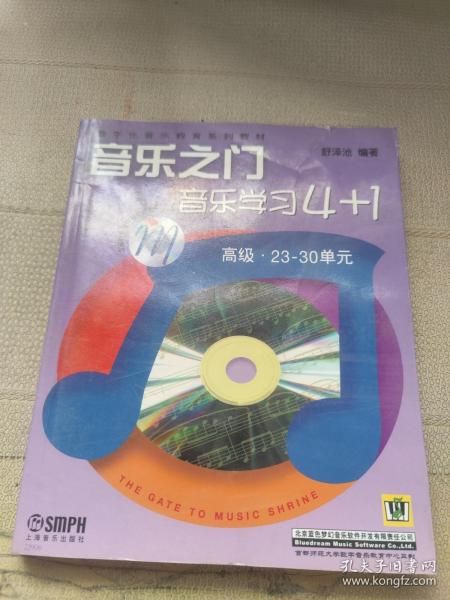 数字化音乐教育系列教材
音乐之门
舒泽池 编著
音乐学习4+1
高级·23-30单元
THE GATE TO MUSIC SHRINE
SMPH
上海音乐出版社
北京蓝色梦幻音乐软件开发有限责任公司
Bluedream Music Software Co.,Ltd.
首都师范大学数字音乐教育中心监制
孔夫子旧书网
www.kongfz.com